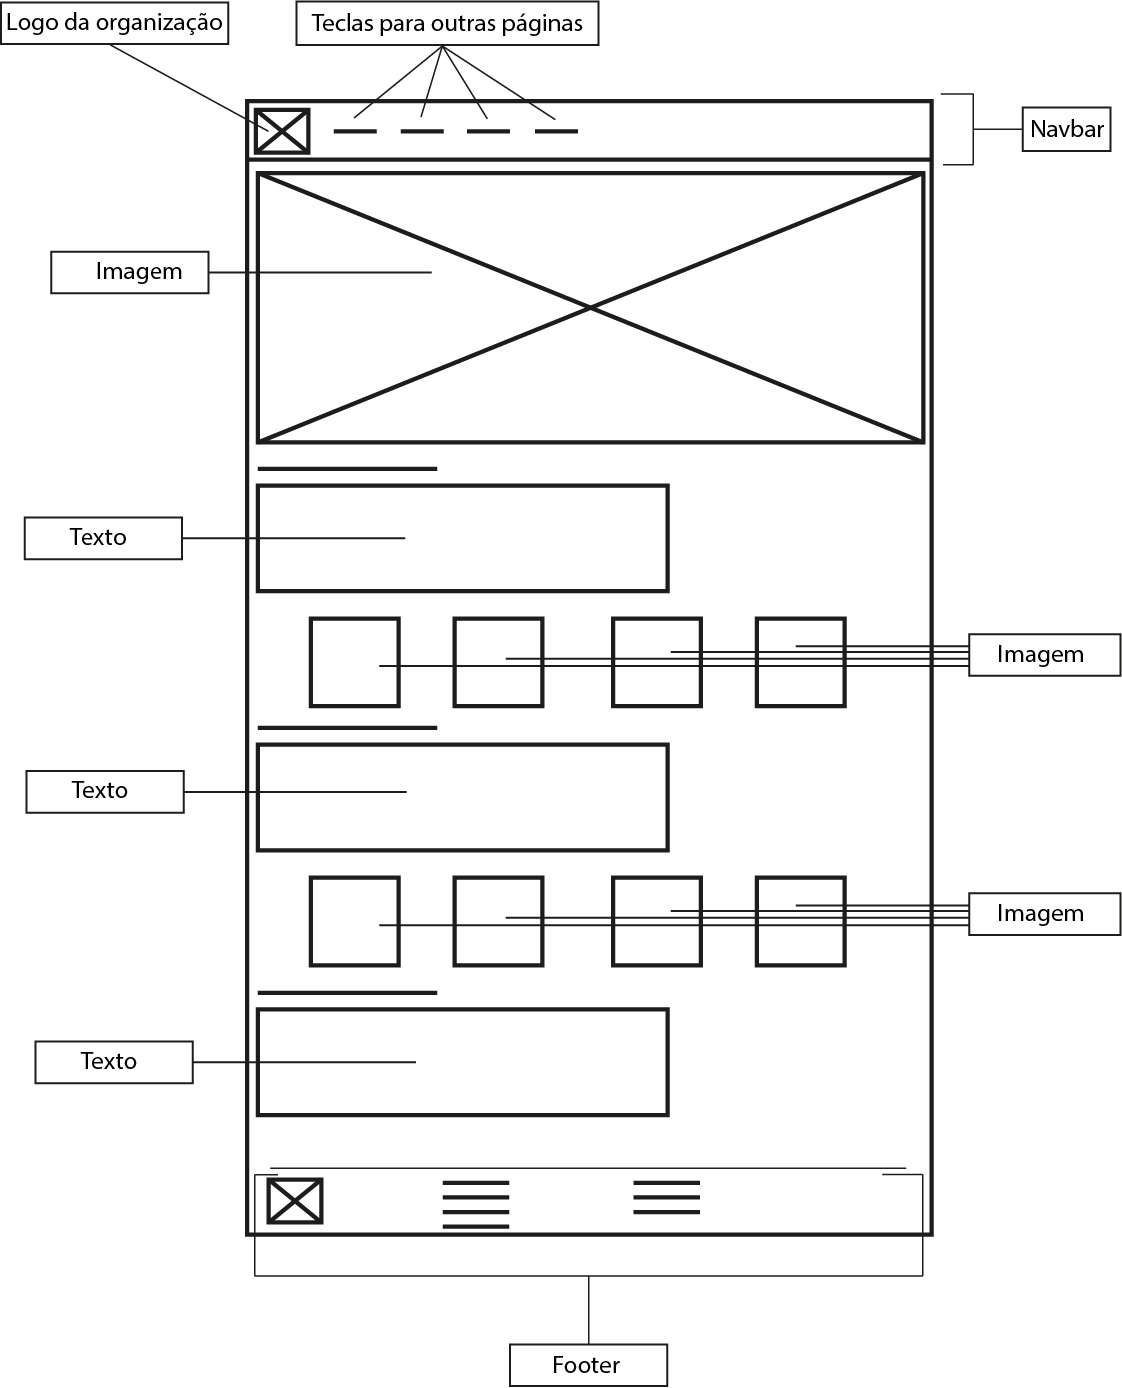 Logo da organização
Teclas para outras páginas
Navbar
Imagem
Texto
Imagem
Texto
Imagem
Texto
Footer